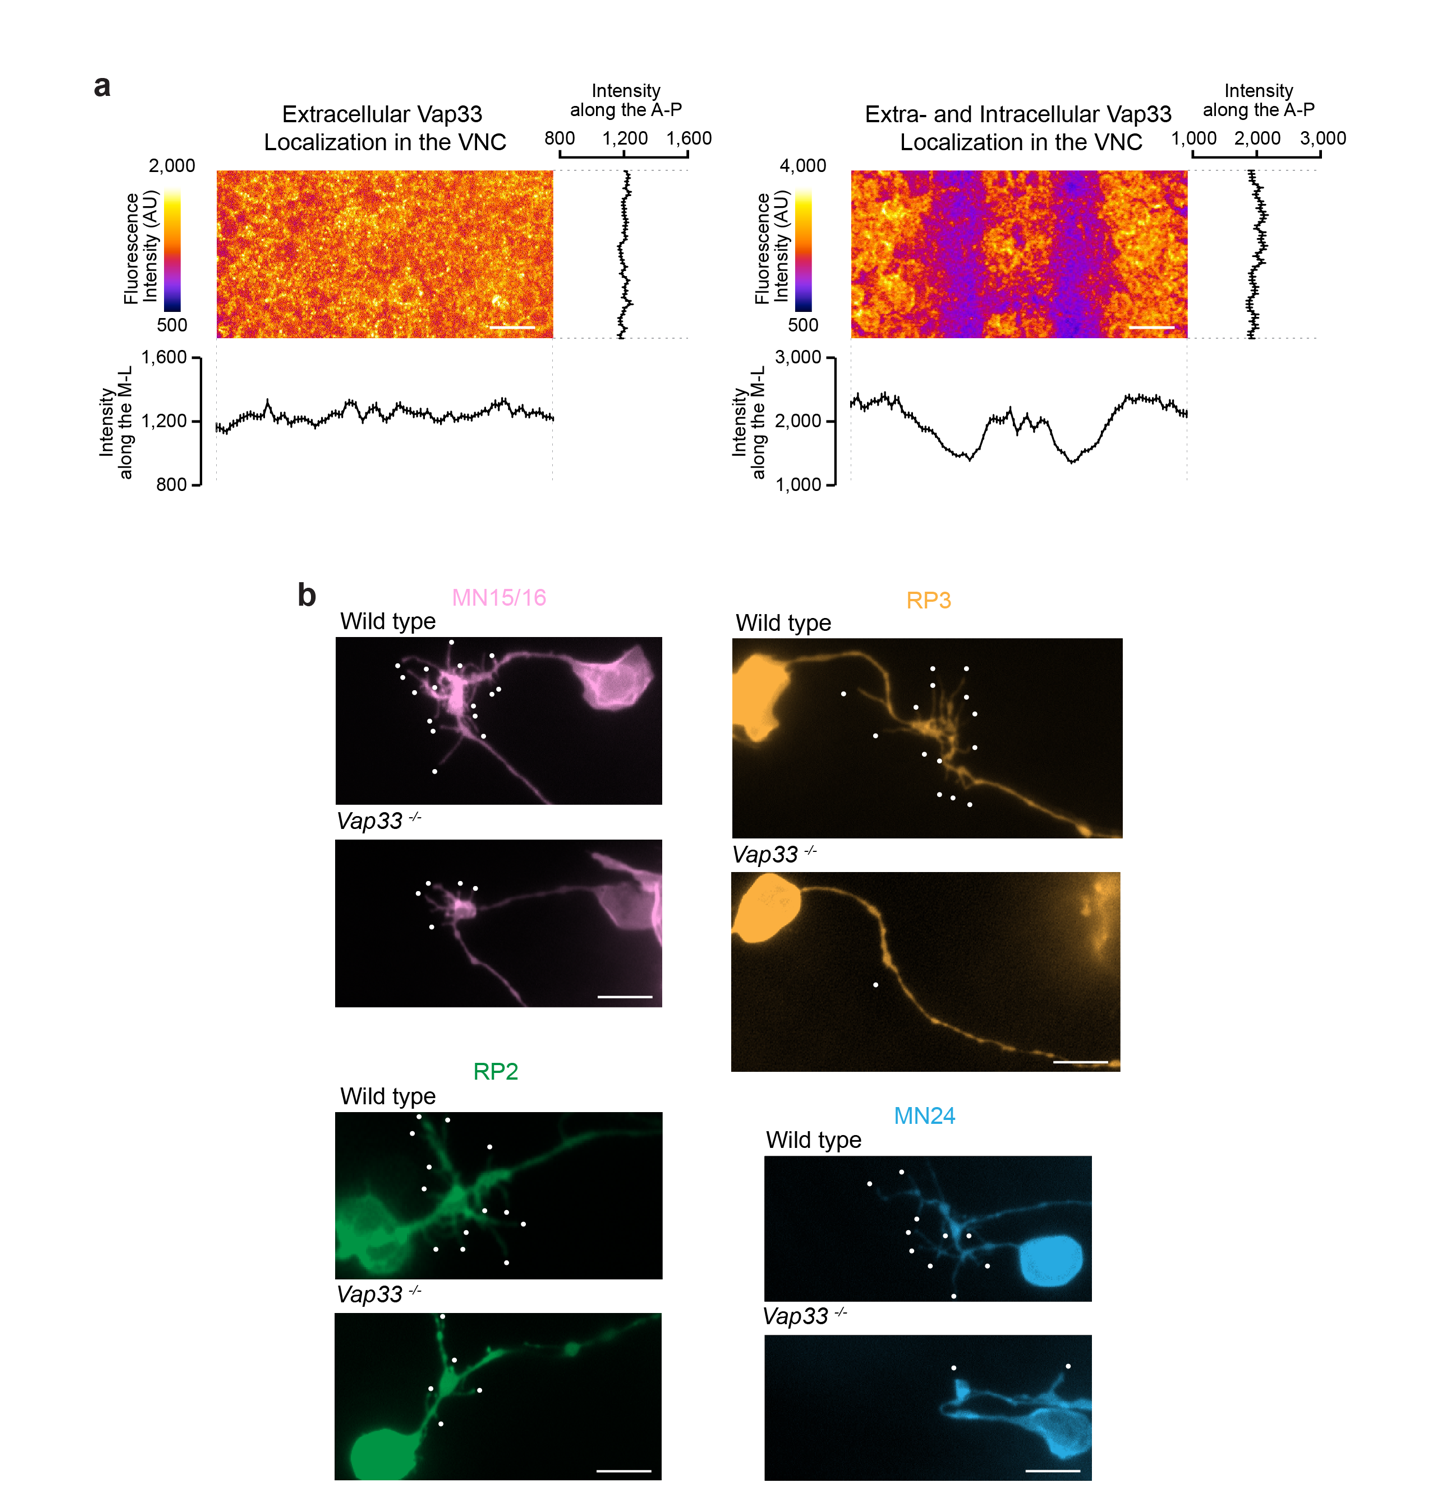 a
Extracellular Vap33
Localization in the VNC
Intensity
along the A-P
800 1,200 1,600
2,000
Fluorescence
Intensity (AU)
500
1,600
1,200
800
Intensity
along the M-L
Extra- and Intracellular Vap33
Localization in the VNC
Intensity
along the A-P
1,000 2,000 3,000
4,000
Fluorescence
Intensity (AU)
500
3,000
2,000
1,000
Intensity
along the M-L
b
MN15/16
Wild type
Vap33 -/-
RP3
Wild type
Vap33 -/-
RP2
Wild type
Vap33 -/-
MN24
Wild type
Vap33 -/-